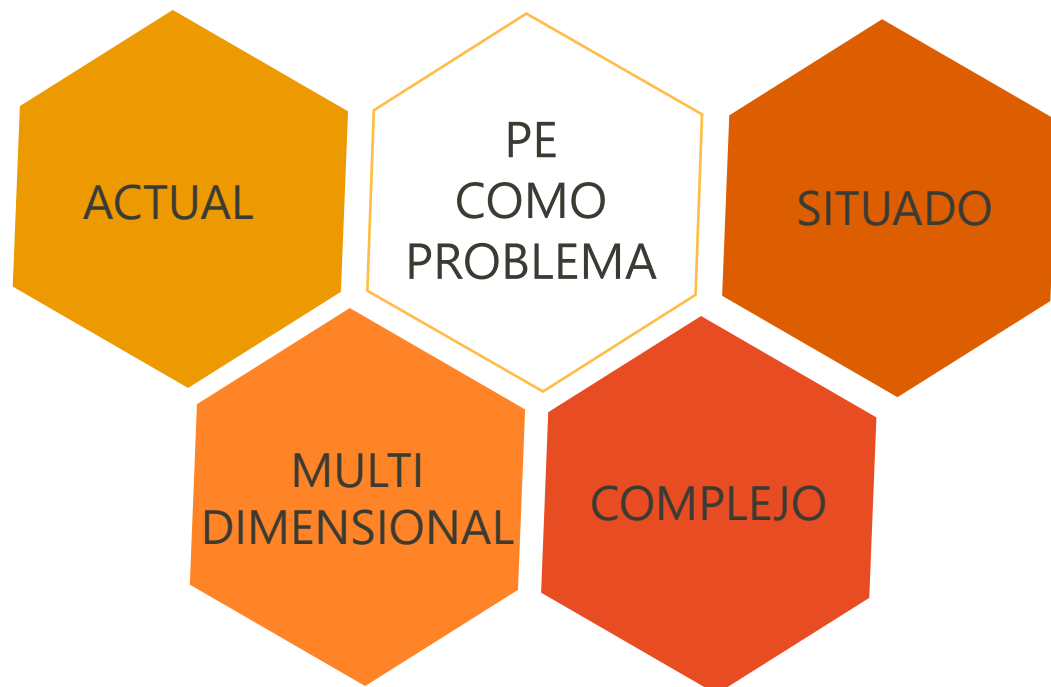 ACTUAL
PE
COMO
PROBLEMA
SITUADO
MULTI
DIMENSIONAL
COMPLEJO